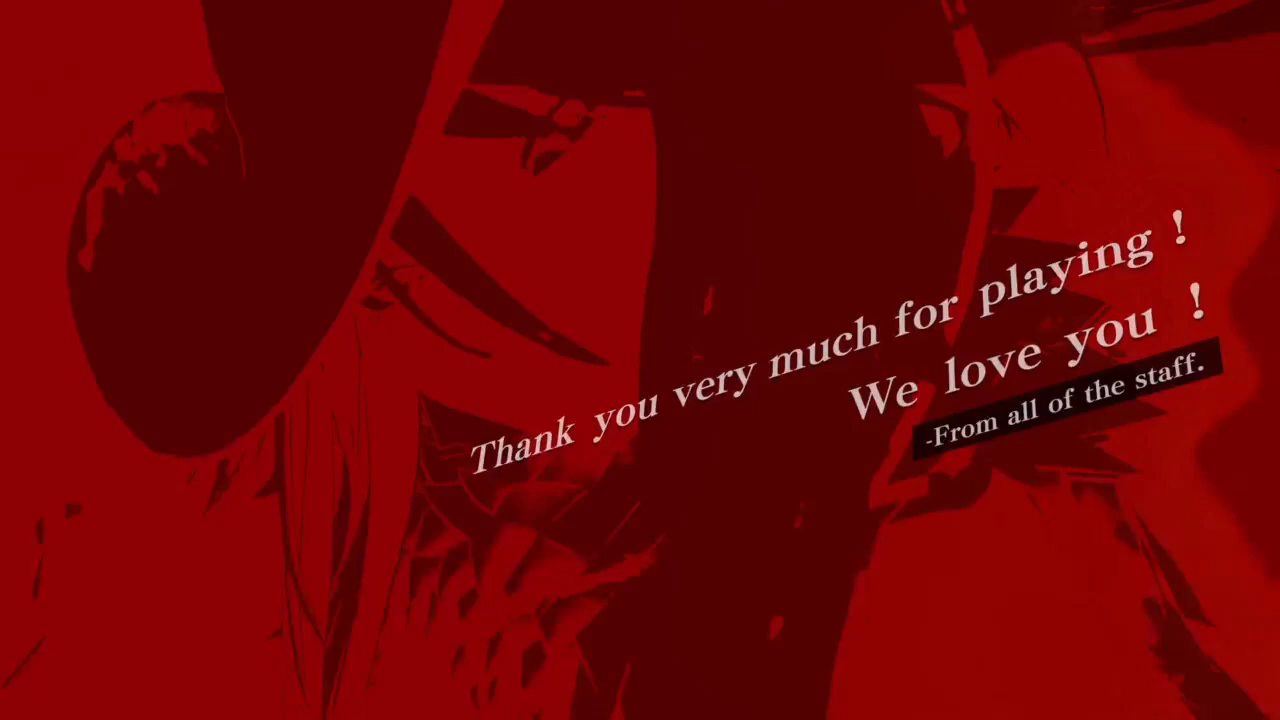 Thank you very much for playing !
We love you !
-From all of the staff.